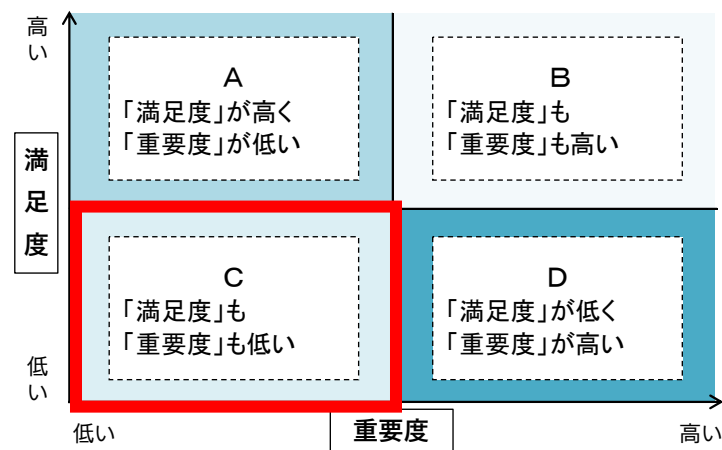 高い
満足度
A
「満足度」が高く
「重要度」が低い
B
「満足度」も
「重要度」も高い
C
「満足度」も
「重要度」も低い
D
「満足度」が低く
「重要度」が高い
低い
低い
重要度
高い